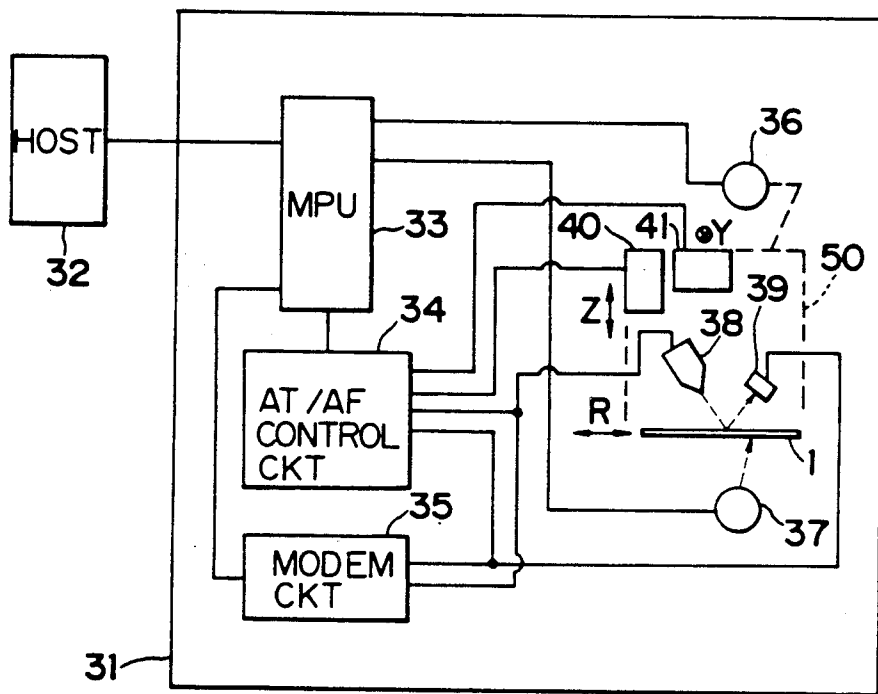 HOST
32
MPU
33
34
AT/AF
CONTROL
CKT
35
MODEM
CKT
31
36
40
41
Y
50
39
Z
38
R
1
37